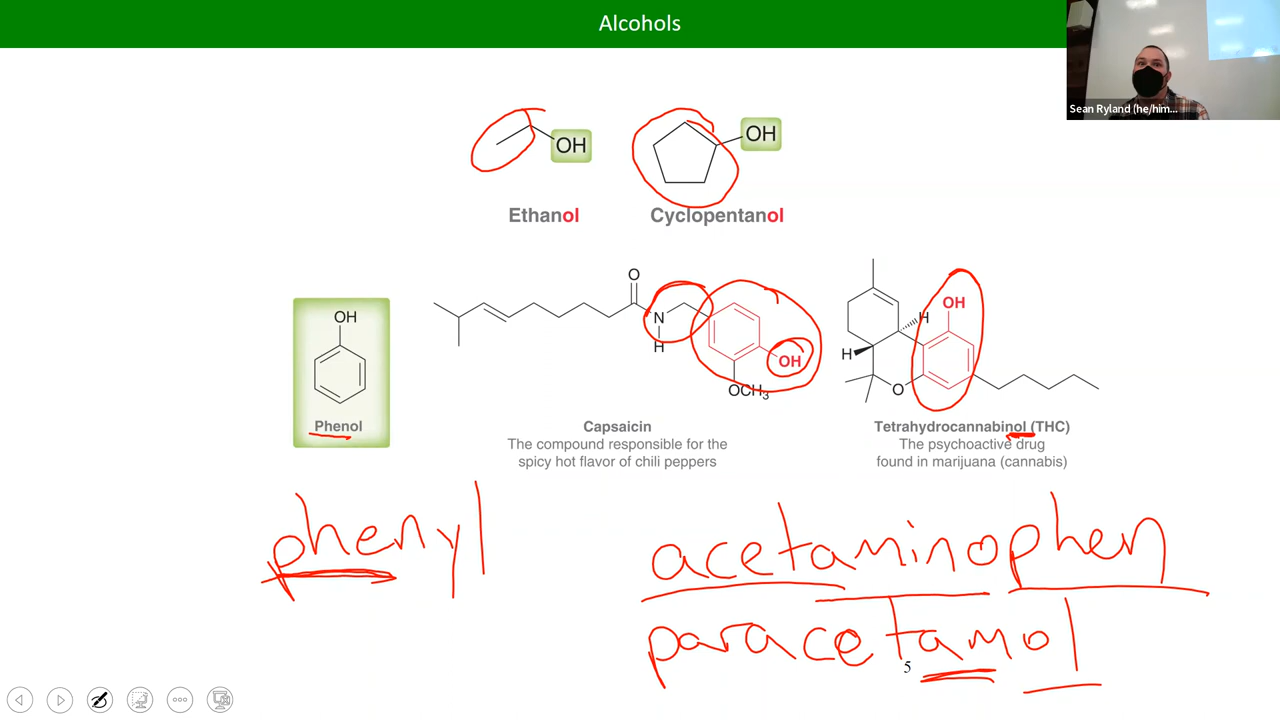 Alcohols
Sean Ryland (he/him...
OH
OH
Ethanol
Cyclopentanol
OH
Phenol
O
N
H
OH
OCH3
Capsaicin
The compound responsible for the
spicy hot flavor of chili peppers
OH
H
H
O
Tetrahydrocannabinol (THC)
The psychoactive drug
found in marijuana (cannabis)
phenyl
acetaminophen
paracetamol
5